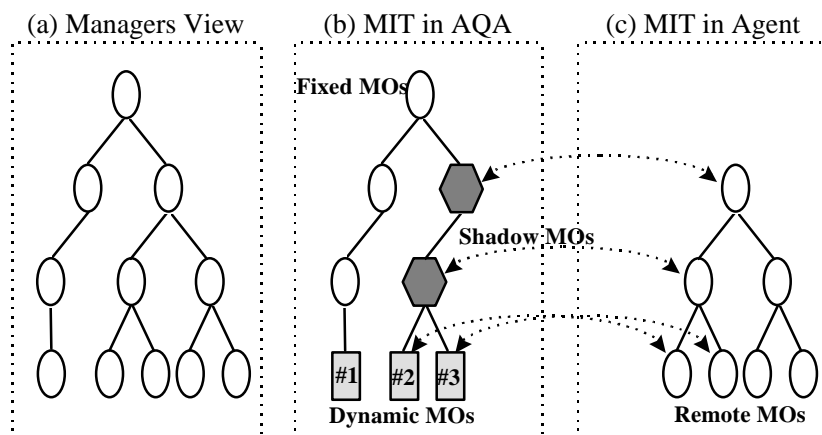 (a) Managers View
(b) MIT in AQA
(c) MIT in Agent
Fixed MOs
Shadow MOs
#1
#2
#3
Dynamic MOs
Remote MOs